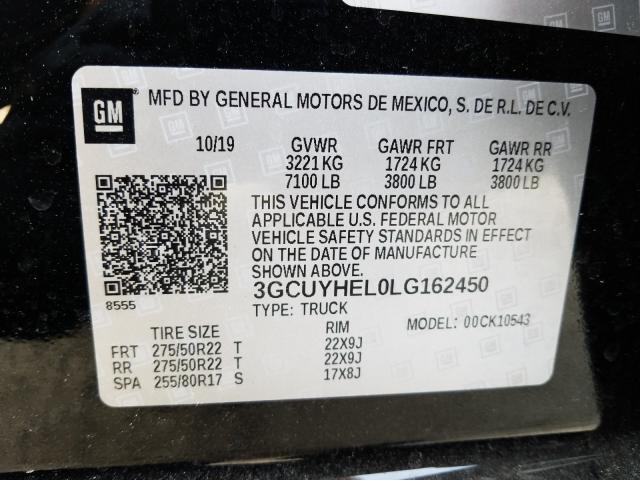 GM
GM
MFD BY GENERAL MOTORS DE MEXICO, S. DE R.L. DE C.V.
10/19 GVWR GAWR FRT GAWR RR
3221 KG 1724 KG 1724 KG
7100 LB 3800 LB 3800 LB
THIS VEHICLE CONFORMS TO ALL
APPLICABLE U.S. FEDERAL MOTOR
VEHICLE SAFETY STANDARDS IN EFFECT
ON THE DATE OF MANUFACTURE
SHOWN ABOVE.
3GCUYHEL0LG162450
8555
TYPE: TRUCK
MODEL: 00CK10543
TIRE SIZE RIM
FRT 275/50R22 T 22X9J
RR 275/50R22 T 22X9J
SPA 255/80R17 S 17X8J